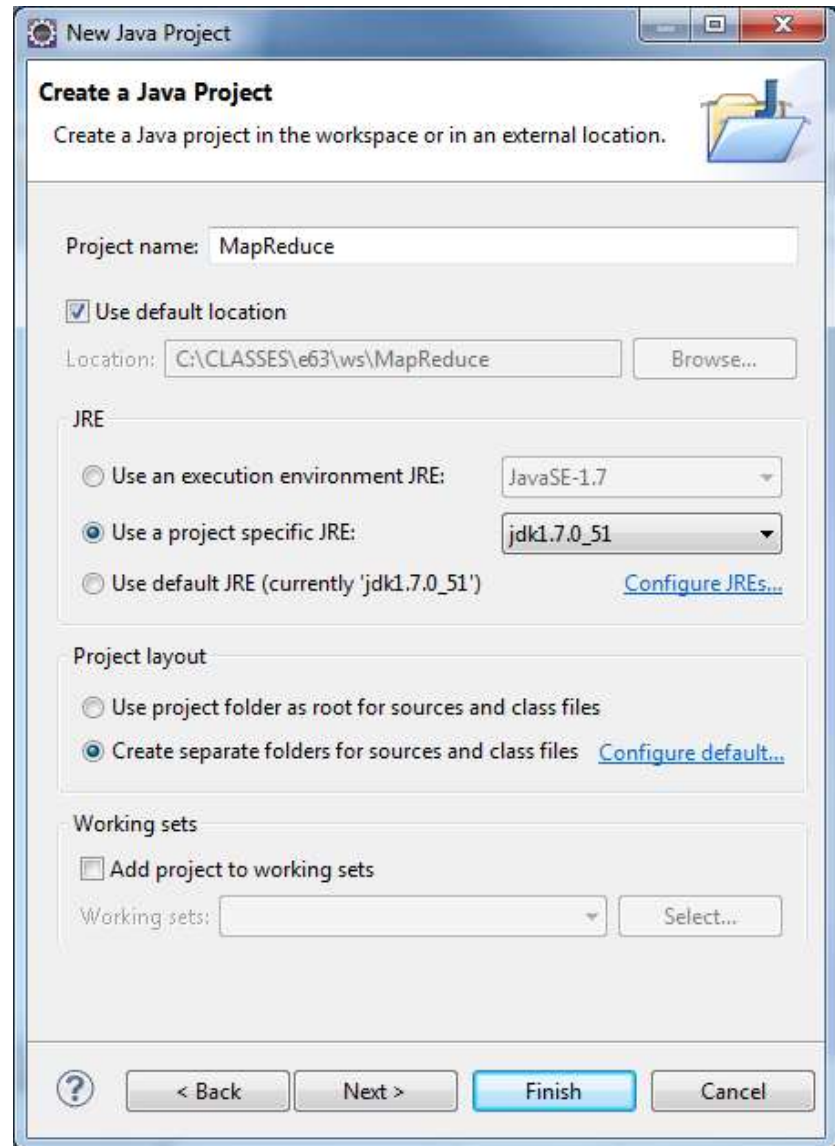 New Java Project
Create a Java Project
Create a Java project in the workspace or in an external location.
Project name: MapReduce
Use default location
Location: C:\CLASSES\e63\ws\MapReduce Browse...
JRE
Use an execution environment JRE: JavaSE-1.7
Use a project specific JRE: jdk1.7.0_51
Use default JRE (currently 'jdk1.7.0_51') Configure JREs...
Project layout
Use project folder as root for sources and class files
Create separate folders for sources and class files Configure default...
Working sets
Add project to working sets
Working sets: Select...
? < Back Next > Finish Cancel